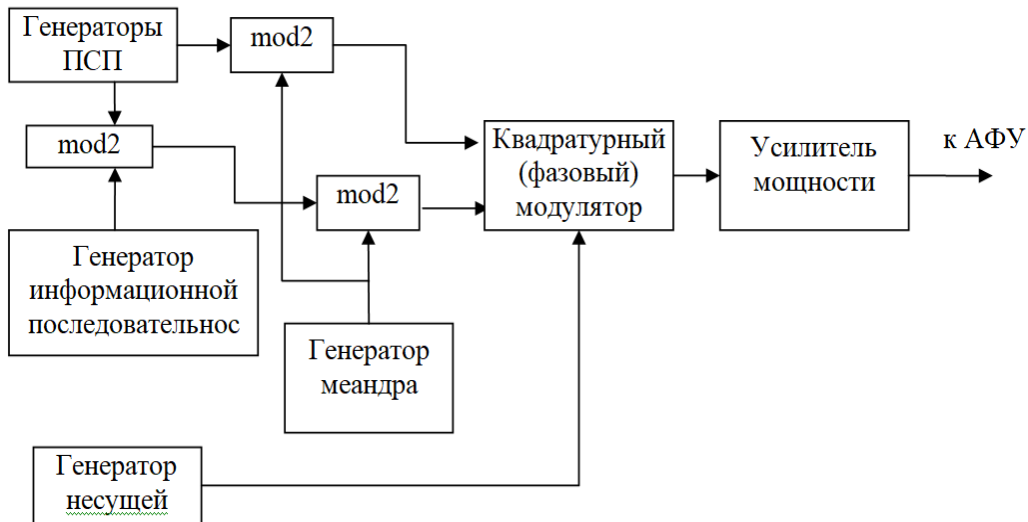 Генераторы
ПСП
mod2
mod2
Квадратурный
(фазовый)
модулятор
Усилитель
мощности
к АФУ
mod2
Генератор
информационной
последовательнос
Генератор
меандра
Генератор
несущей